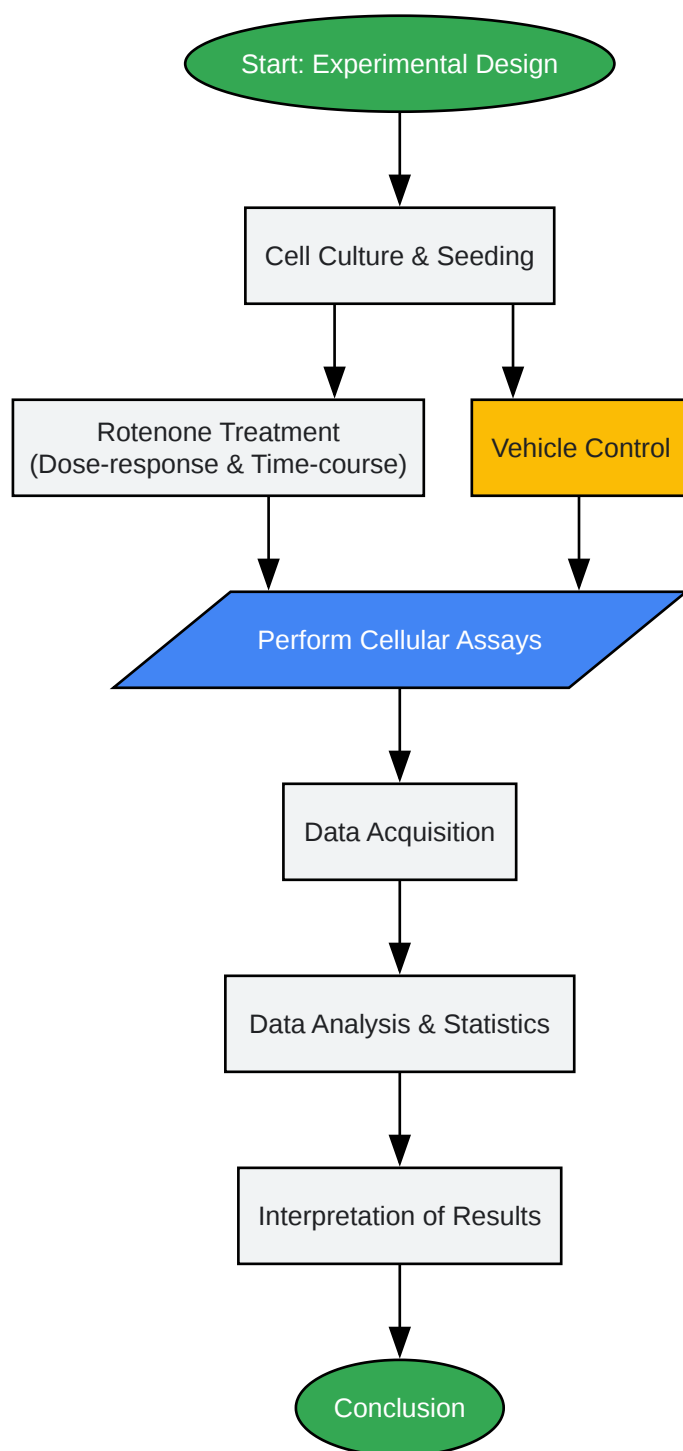 Start: Experimental Design
Cell Culture & Seeding
Rotenone Treatment
(Dose-response & Time-course)
Vehicle Control
Perform Cellular Assays
Data Acquisition
Data Analysis & Statistics
Interpretation of Results
Conclusion